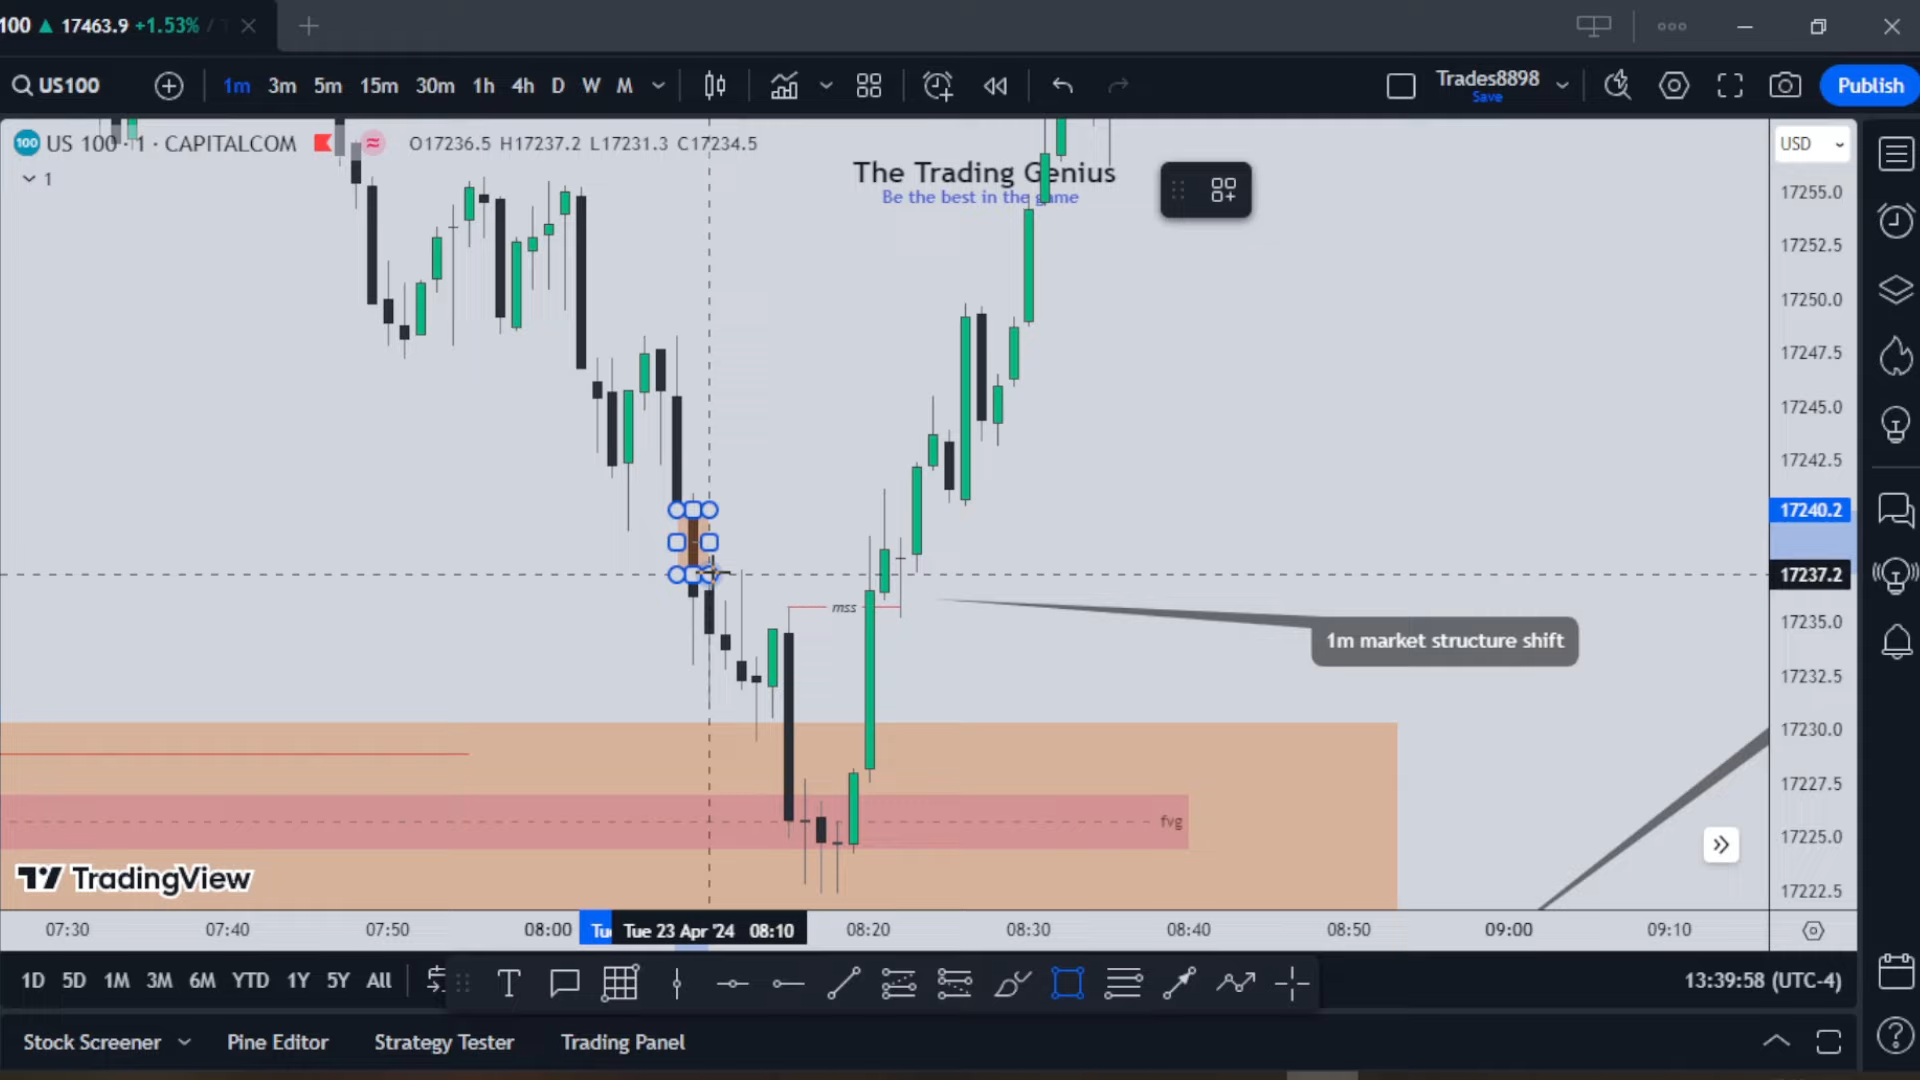 100 ▲ 17463.9 +1.53% /
US100
1m 3m 5m 15m 30m 1h 4h D W M
Trades8898
Save
Publish
100 US 100 · 1 · CAPITALCOM O17236.5 H17237.2 L17231.3 C17234.5
1
The Trading Genius
Be the best in the game
USD
17255.0
17252.5
17250.0
17247.5
17245.0
17242.5
17240.2
17237.2
17235.0
17232.5
17230.0
17227.5
17225.0
17222.5
mss
1m market structure shift
fvg
TradingView
07:30 07:40 07:50 08:00 Tu Tue 23 Apr '24 08:10 08:20 08:30 08:40 08:50 09:00 09:10
1D 5D 1M 3M 6M YTD 1Y 5Y All
13:39:58 (UTC-4)
Stock Screener Pine Editor Strategy Tester Trading Panel